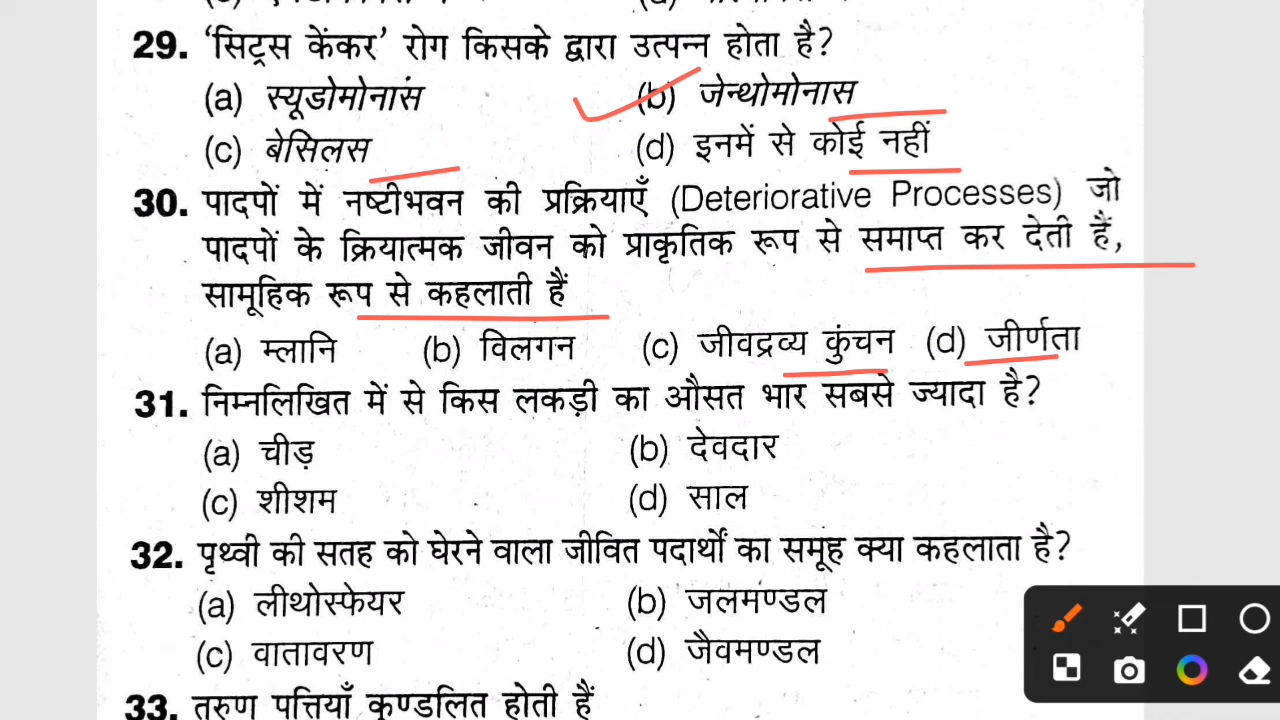 29. 'सिट्रस केंकर' रोग किसके द्वारा उत्पन्न होता है?
(a) स्यूडोमोनांस (b) जेन्थोमोनास
(c) बेसिलस (d) इनमें से कोई नहीं
30. पादपों में नष्टीभवन की प्रक्रियाएँ (Deteriorative Processes) जो
पादपों के क्रियात्मक जीवन को प्राकृतिक रूप से समाप्त कर देती हैं,
सामूहिक रूप से कहलाती हैं
(a) म्लानि (b) विलगन (c) जीवद्रव्य कुंचन (d) जीर्णता
31. निम्नलिखित में से किस लकड़ी का औसत भार सबसे ज्यादा है?
(a) चीड़ (b) देवदार
(c) शीशम (d) साल
32. पृथ्वी की सतह को घेरने वाला जीवित पदार्थों का समूह क्या कहलाता है?
(a) लीथोस्फेयर (b) जलमण्डल
(c) वातावरण (d) जैवमण्डल
33. तरुण पत्तियाँ कुण्डलित होती हैं